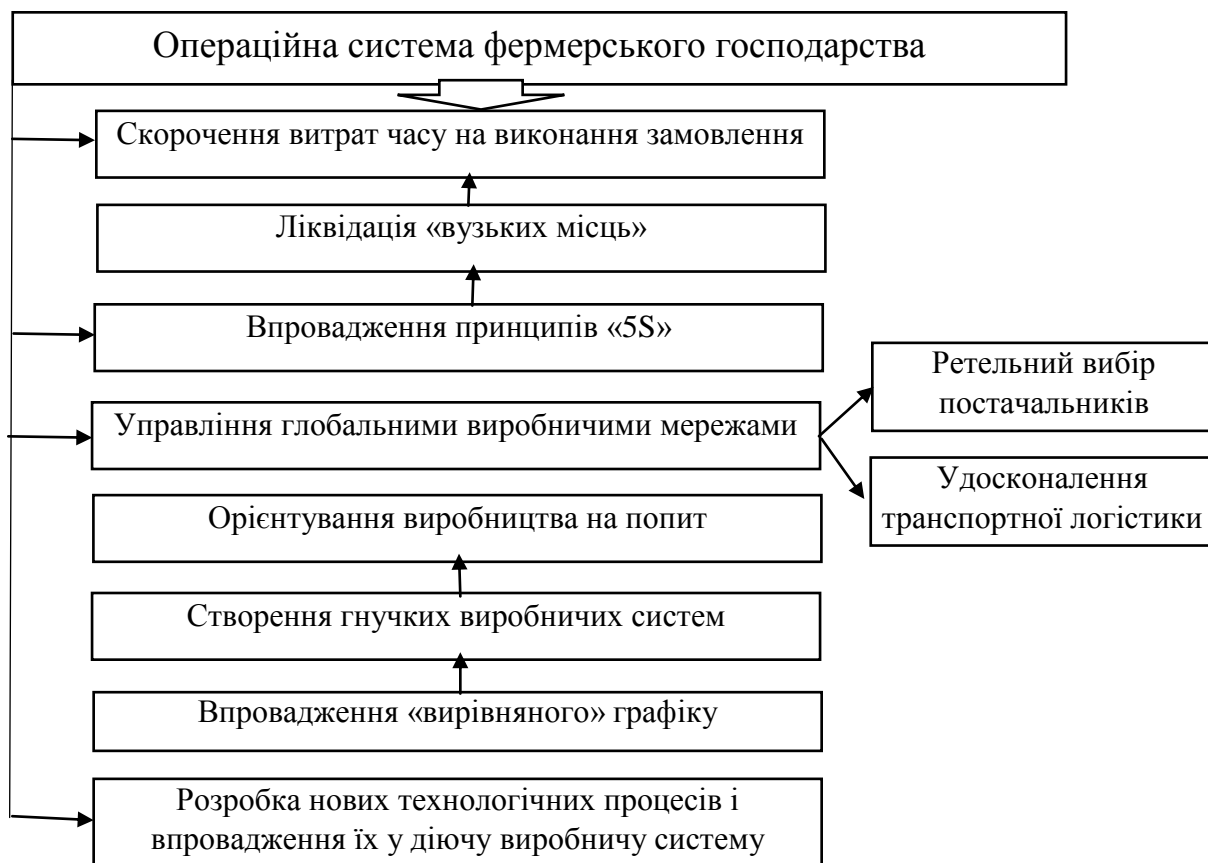 Операційна система фермерського господарства
Скорочення витрат часу на виконання замовлення
Ліквідація «вузьких місць»
Впровадження принципів «5S»
Управління глобальними виробничими мережами
Ретельний вибір
постачальників
Удосконалення
транспортної логістики
Орієнтування виробництва на попит
Створення гнучких виробничих систем
Впровадження «вирівняного» графіку
Розробка нових технологічних процесів і
впровадження їх у діючу виробничу систему